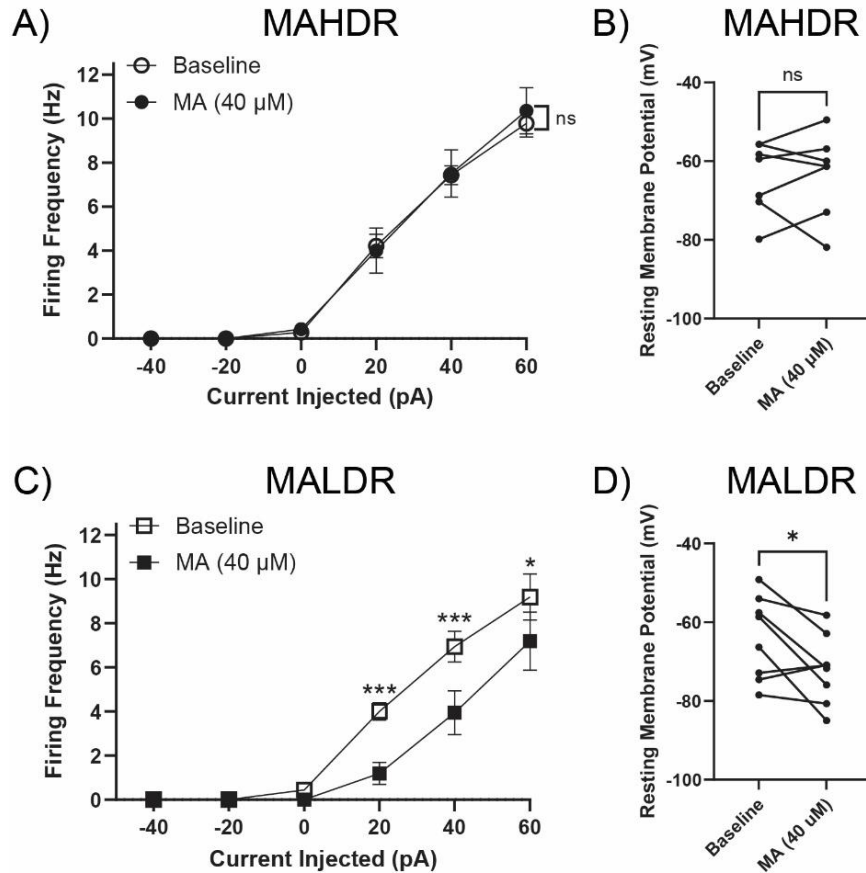 A) MAHDR
Baseline
MA (40 µM)
Firing Frequency (Hz)
12
10
8
6
4
2
0
-40 -20 0 20 40 60
Current Injected (pA)
ns
B) MAHDR
Resting Membrane Potential (mV)
-40
-60
-80
-100
ns
Baseline
MA (40 µM)
C) MALDR
Baseline
MA (40 µM)
Firing Frequency (Hz)
12
10
8
6
4
2
0
-40 -20 0 20 40 60
Current Injected (pA)
***
***
*
D) MALDR
Resting Membrane Potential (mV)
-40
-60
-80
-100
*
Baseline
MA (40 uM)